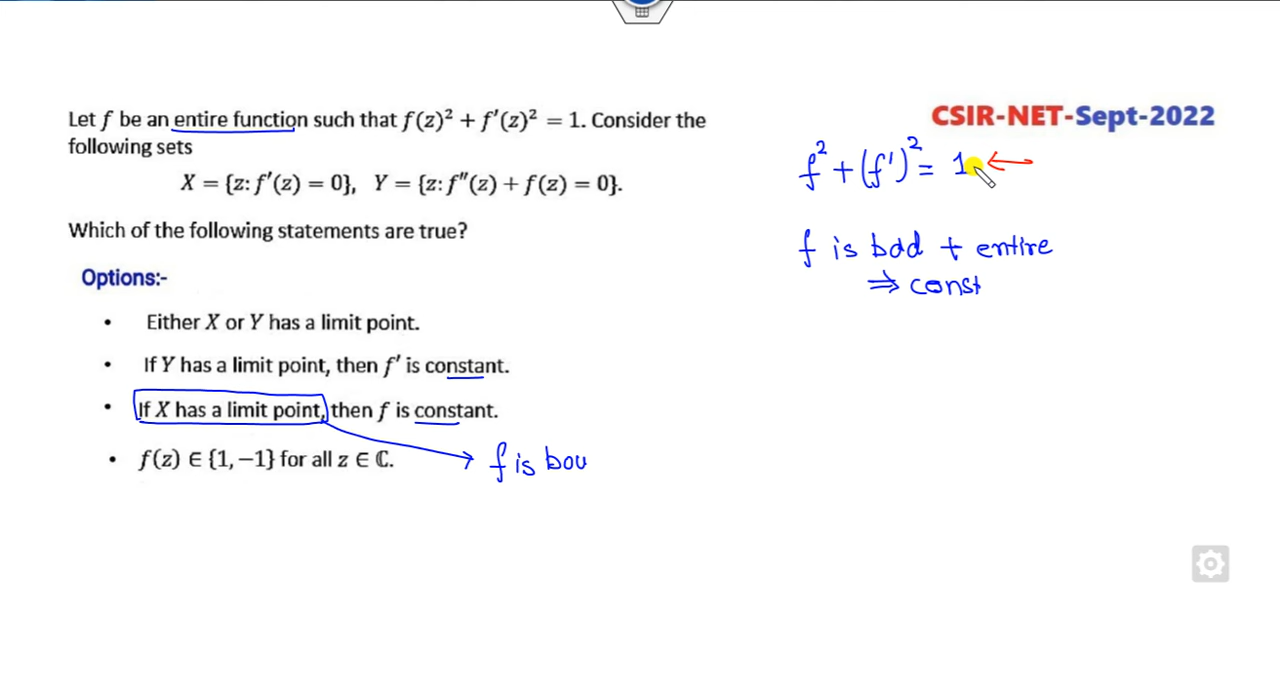 Let f be an entire function such that f(z)² + f′(z)² = 1. Consider the
following sets
X = {z: f′(z) = 0}, Y = {z: f″(z) + f(z) = 0}.
Which of the following statements are true?
Options:-
• Either X or Y has a limit point.
• If Y has a limit point, then f′ is constant.
• If X has a limit point, then f is constant.
• f(z) ∈ {1, −1} for all z ∈ ℂ.
f is bou
CSIR-NET-Sept-2022
f² + (f′)² = 1
f is bdd + entire
⇒ const